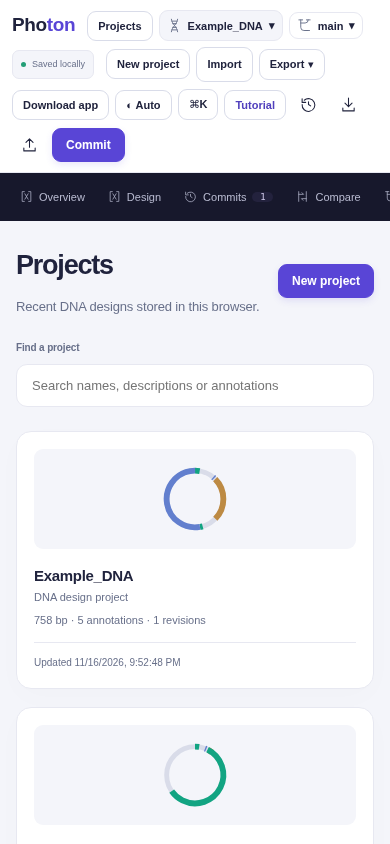 Photon Projects Example_DNA ▾ main ▾
Saved locally New project Import Export ▾
Download app Auto ⌘K Tutorial
Commit
Overview Design Commits 1 Compare
Projects
New project
Recent DNA designs stored in this browser.
Find a project
Search names, descriptions or annotations
Example_DNA
DNA design project
758 bp · 5 annotations · 1 revisions
Updated 11/16/2026, 9:52:48 PM